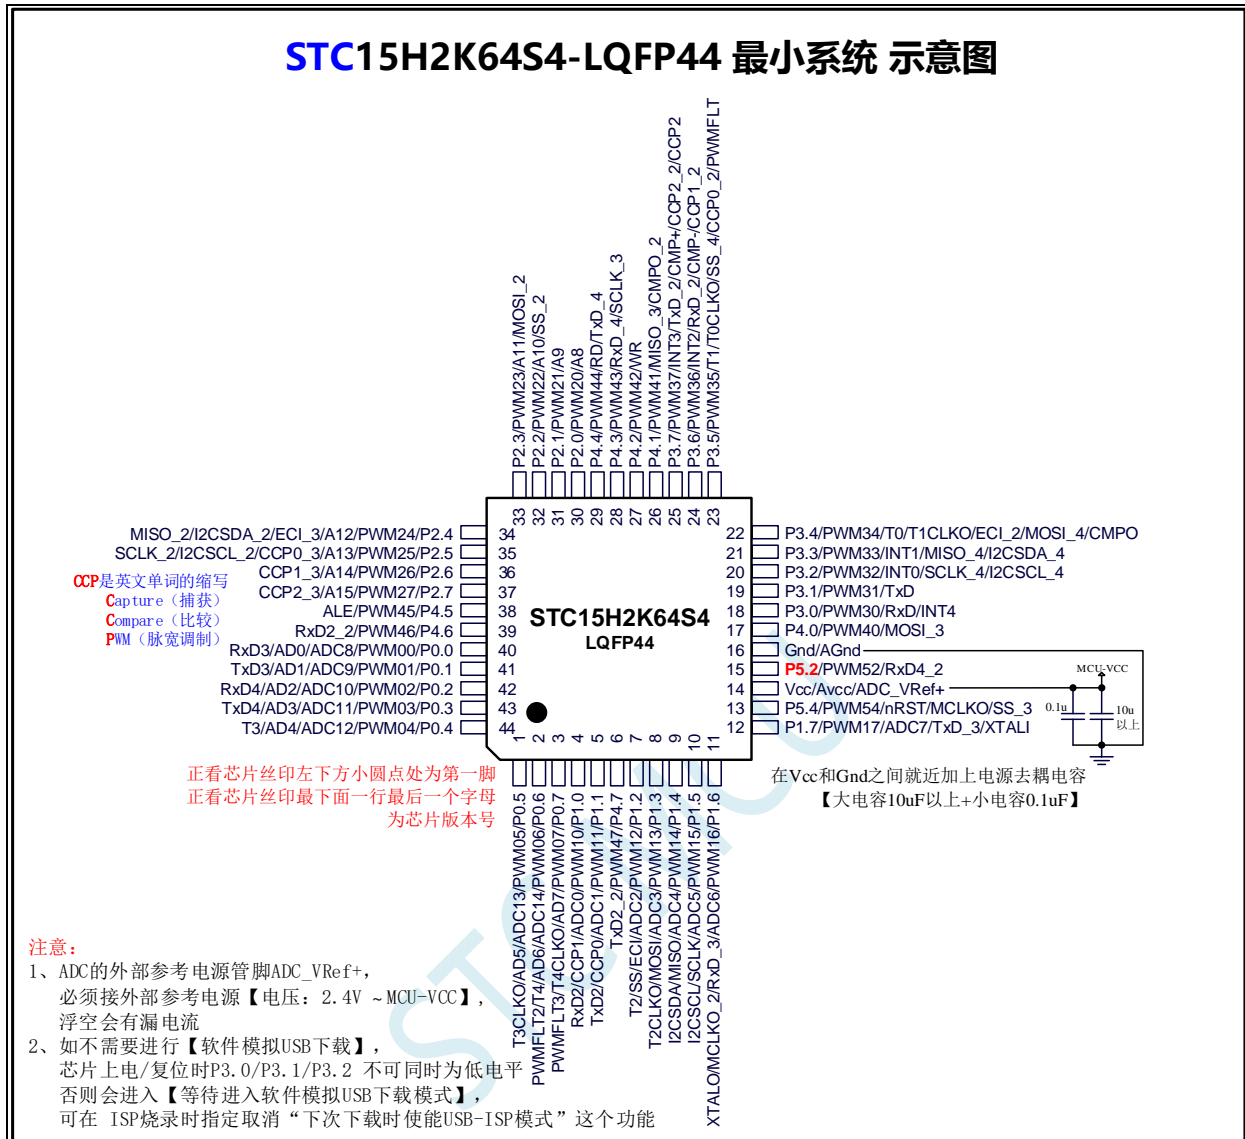 STC15H2K64S4-LQFP44 最小系统 示意图
P2.3/PWM23/A11/MOSI_2
P2.2/PWM22/A10/SS_2
P2.1/PWM21/A9
P2.0/PWM20/A8
P4.4/PWM44/RD/TxD_4
P4.3/PWM43/RxD_4/SCLK_3
P4.2/PWM42/WR
P4.1/PWM41/MISO_3/CMPO_2
P3.7/PWM37/INT3/TxD_2/CMP+/CCP2_2/CCP2
P3.6/PWM36/INT2/RxD_2/CMP-/CCP1_2
P3.5/PWM35/T1/T0CLKO/SS_4/CCP0_2/PWMFLT
33
32
31
30
29
28
27
26
25
24
23
MISO_2/I2CSDA_2/ECI_3/A12/PWM24/P2.4 34
SCLK_2/I2CSCL_2/CCP0_3/A13/PWM25/P2.5 35
CCP1_3/A14/PWM26/P2.6 36
CCP2_3/A15/PWM27/P2.7 37
ALE/PWM45/P4.5 38
RxD2_2/PWM46/P4.6 39
RxD3/AD0/ADC8/PWM00/P0.0 40
TxD3/AD1/ADC9/PWM01/P0.1 41
RxD4/AD2/ADC10/PWM02/P0.2 42
TxD4/AD3/ADC11/PWM03/P0.3 43
T3/AD4/ADC12/PWM04/P0.4 44
CCP是英文单词的缩写
Capture（捕获）
Compare（比较）
PWM（脉宽调制）
STC15H2K64S4
LQFP44
22 P3.4/PWM34/T0/T1CLKO/ECI_2/MOSI_4/CMPO
21 P3.3/PWM33/INT1/MISO_4/I2CSDA_4
20 P3.2/PWM32/INT0/SCLK_4/I2CSCL_4
19 P3.1/PWM31/TxD
18 P3.0/PWM30/RxD/INT4
17 P4.0/PWM40/MOSI_3
16 Gnd/AGnd
15 P5.2/PWM52/RxD4_2
14 Vcc/Avcc/ADC_VRef+
13 P5.4/PWM54/nRST/MCLKO/SS_3
12 P1.7/PWM17/ADC7/TxD_3/XTALI
MCU-VCC
0.1u
10u
以上
1
2
3
4
5
6
7
8
9
10
11
T3CLKO/AD5/ADC13/PWM05/P0.5
PWMFLT2/T4/AD6/ADC14/PWM06/P0.6
PWMFLT3/T4CLKO/AD7/PWM07/P0.7
RxD2/CCP1/ADC0/PWM10/P1.0
TxD2/CCP0/ADC1/PWM11/P1.1
TxD2_2/PWM47/P4.7
T2/SS/ECI/ADC2/PWM12/P1.2
T2CLKO/MOSI/ADC3/PWM13/P1.3
I2CSDA/MISO/ADC4/PWM14/P1.4
I2CSCL/SCLK/ADC5/PWM15/P1.5
XTALO/MCLKO_2/RxD_3/ADC6/PWM16/P1.6
正看芯片丝印左下方小圆点处为第一脚
正看芯片丝印最下面一行最后一个字母
为芯片版本号
在Vcc和Gnd之间就近加上电源去耦电容
【大电容10uF以上+小电容0.1uF】
STCMCU
注意：
1、ADC的外部参考电源管脚ADC_VRef+，
必须接外部参考电源【电压：2.4V ~ MCU-VCC】，
浮空会有漏电流
2、如不需要进行【软件模拟USB下载】，
芯片上电/复位时P3.0/P3.1/P3.2 不可同时为低电平
否则会进入【等待进入软件模拟USB下载模式】，
可在 ISP烧录时指定取消“下次下载时使能USB-ISP模式”这个功能